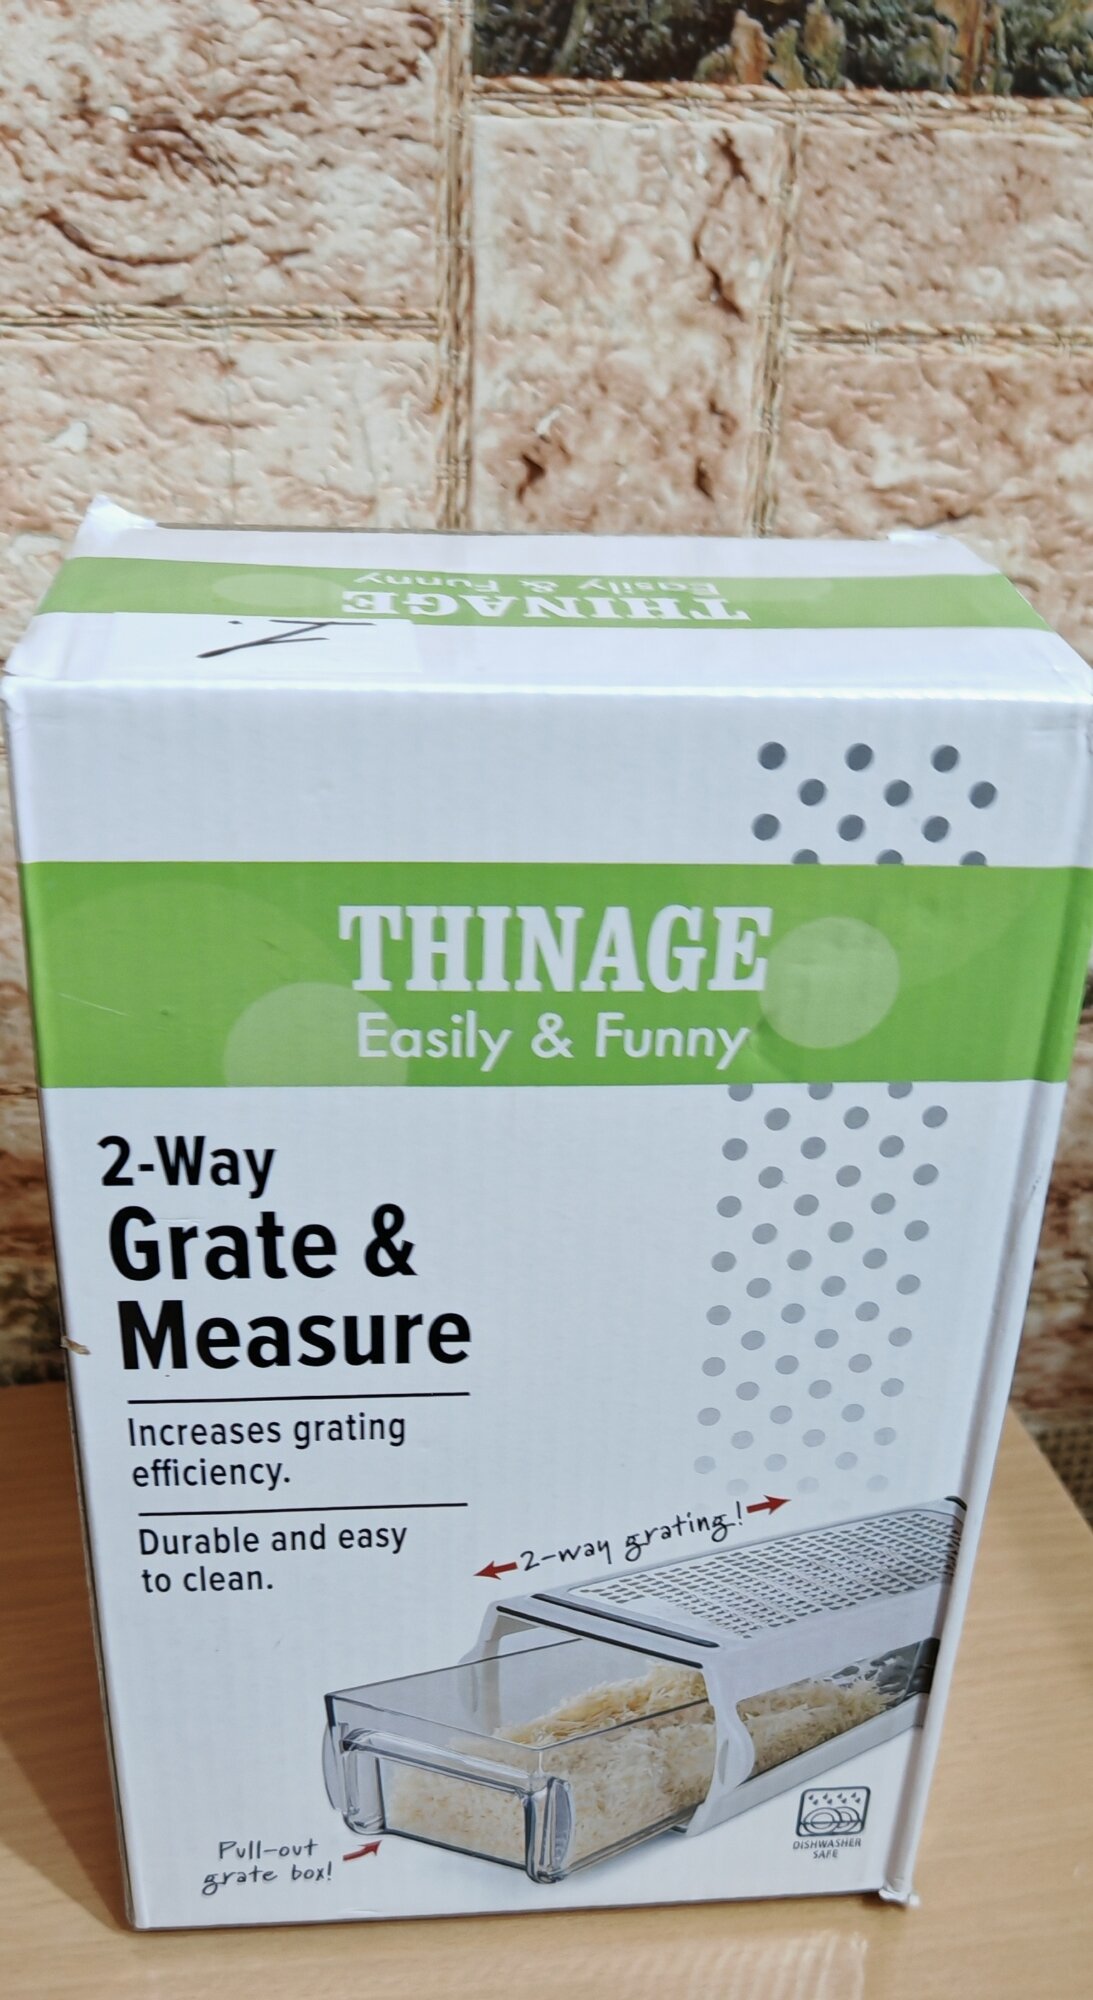 THINAGE
Easily & Funny
THINAGE
Easily & Funny
2-Way
Grate &
Measure
Increases grating
efficiency.
Durable and easy
to clean.
2-way grating!
Pull-out
grate box!
DISHWASHER
SAFE